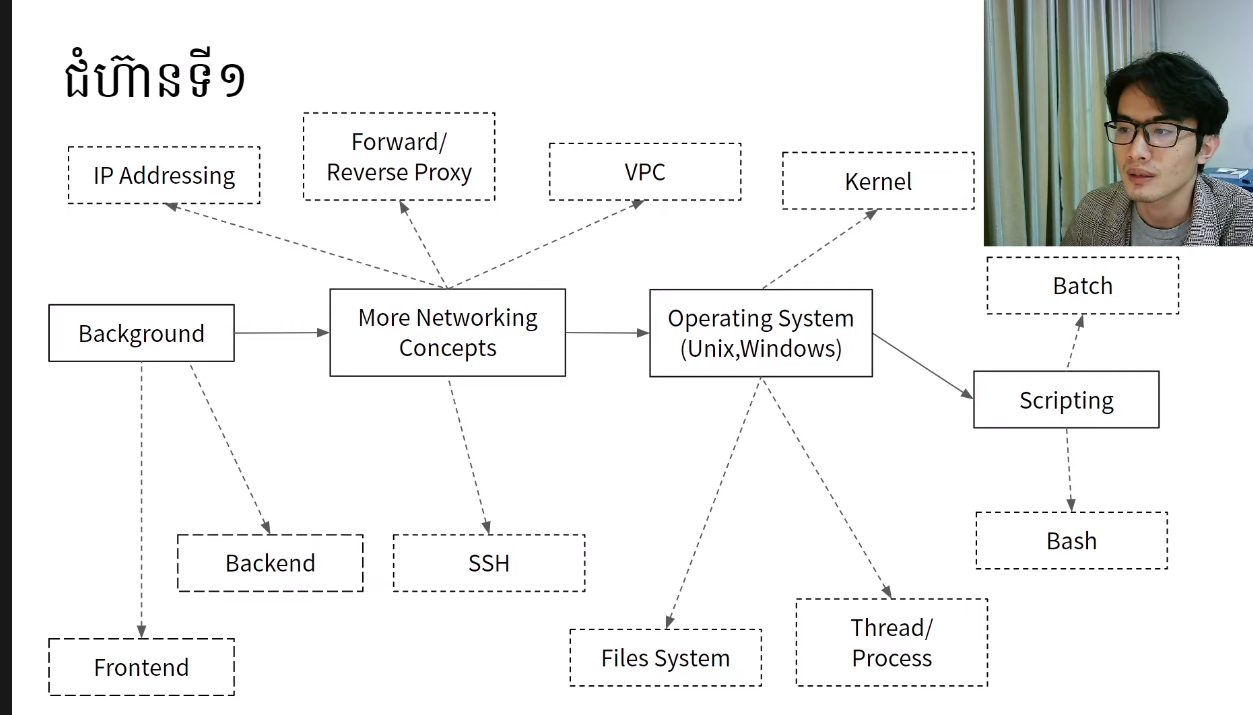 ជំហ៊ានទី១
IP Addressing
Forward/
Reverse Proxy
VPC
Kernel
Batch
Background
More Networking
Concepts
Operating System
(Unix,Windows)
Scripting
Backend
SSH
Bash
Frontend
Files System
Thread/
Process